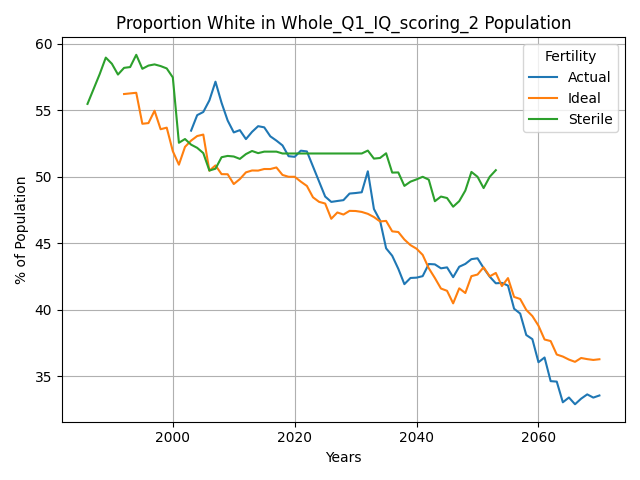 Proportion White in Whole_Q1_IQ_scoring_2 Population
% of Population
60
55
50
45
40
35
Fertility
Actual
Ideal
Sterile
2000
2020
2040
2060
Years